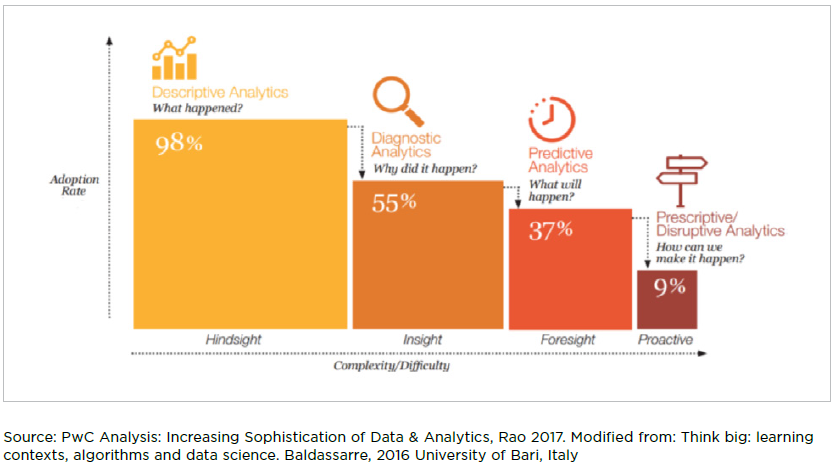 Descriptive Analytics
What happened?
98%
Diagnostic
Analytics
Why did it happen?
55%
Predictive
Analytics
What will
happen?
37%
Prescriptive/
Disruptive Analytics
How can we
make it happen?
9%
Adoption
Rate
Hindsight
Insight
Foresight
Proactive
Complexity/Difficulty
Source: PwC Analysis: Increasing Sophistication of Data & Analytics, Rao 2017. Modified from: Think big: learning
contexts, algorithms and data science. Baldassarre, 2016 University of Bari, Italy